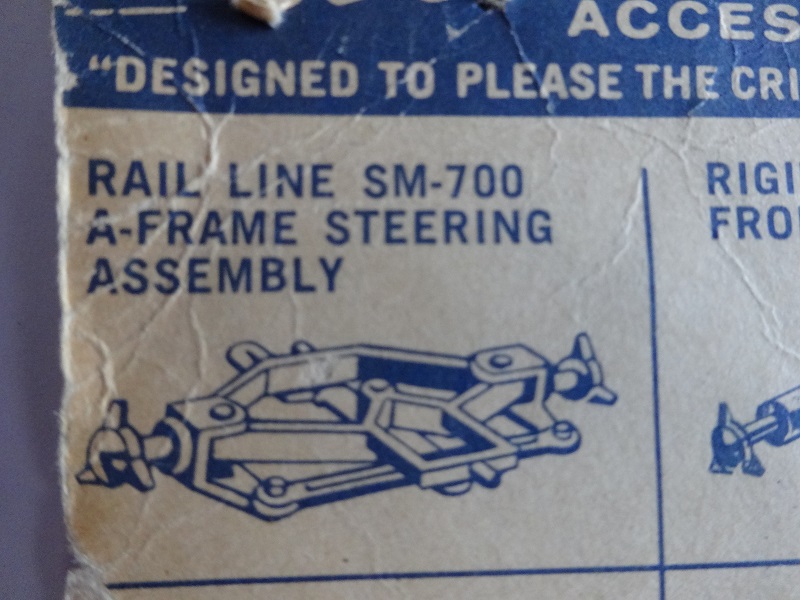 ACCES
"DESIGNED TO PLEASE THE CRI
RAIL LINE SM-700
A-FRAME STEERING
ASSEMBLY
RIGI
FRO